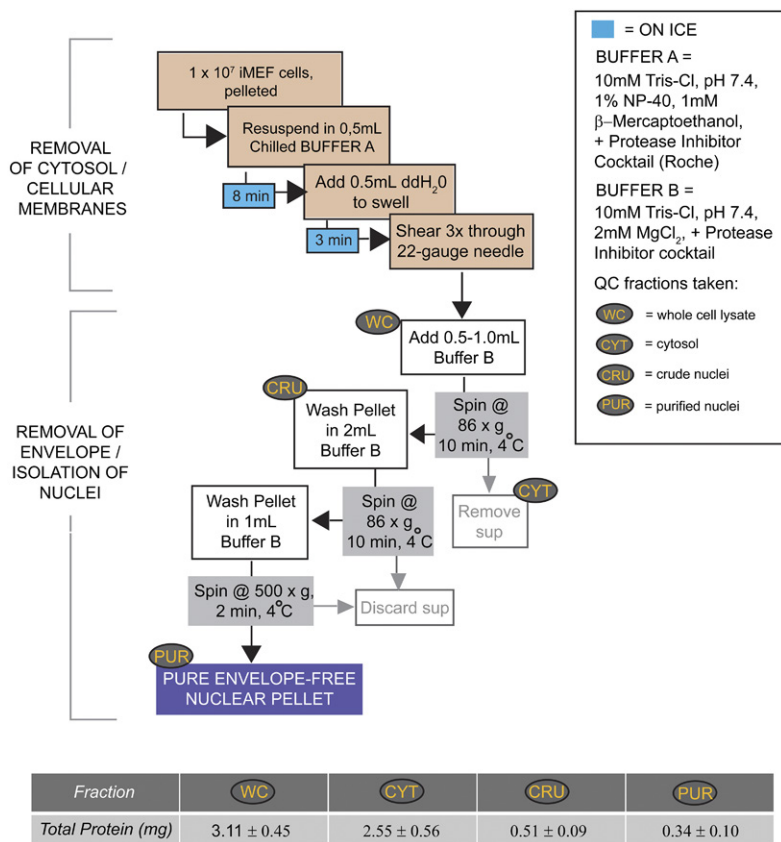 1 x 10⁷ iMEF cells,
pelleted
Resuspend in 0,5mL
Chilled BUFFER A
8 min
Add 0.5mL ddH₂0
to swell
3 min
Shear 3x through
22-gauge needle
REMOVAL
OF CYTOSOL /
CELLULAR
MEMBRANES
WC
Add 0.5-1.0mL
Buffer B
CRU
Wash Pellet
in 2mL
Buffer B
Spin @
86 x g
10 min, 4°C
CYT
Remove
sup
REMOVAL OF
ENVELOPE /
ISOLATION OF
NUCLEI
Wash Pellet
in 1mL
Buffer B
Spin @
86 x g
10 min, 4°C
Spin @ 500 x g,
2 min, 4°C
Discard sup
PUR
PURE ENVELOPE-FREE
NUCLEAR PELLET
= ON ICE
BUFFER A =
10mM Tris-Cl, pH 7.4,
1% NP-40, 1mM
β-Mercaptoethanol,
+ Protease Inhibitor
Cocktail (Roche)
BUFFER B =
10mM Tris-Cl, pH 7.4,
2mM MgCl₂, + Protease
Inhibitor cocktail
QC fractions taken:
WC = whole cell lysate
CYT = cytosol
CRU = crude nuclei
PUR = purified nuclei
Fraction WC CYT CRU PUR
Total Protein (mg) 3.11 ± 0.45 2.55 ± 0.56 0.51 ± 0.09 0.34 ± 0.10